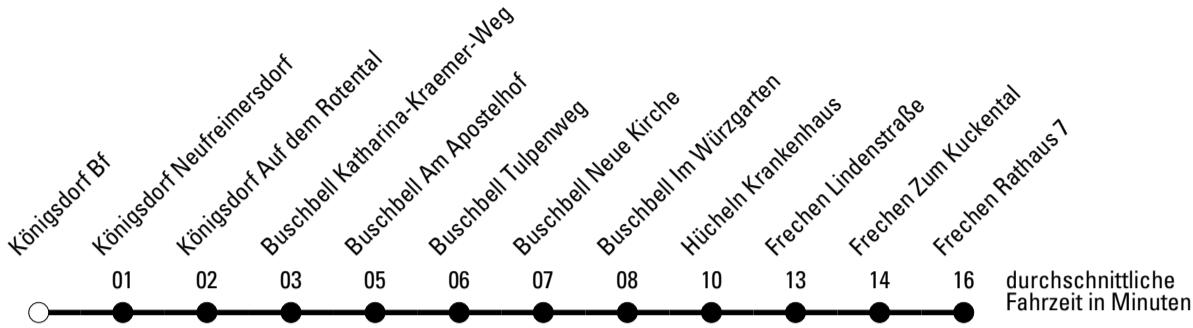 Königsdorf Bf
Königsdorf Neufreimersdorf
Königsdorf Auf dem Rotental
Buschbell Katharina-Kraemer-Weg
Buschbell Am Apostelhof
Buschbell Tulpenweg
Buschbell Neue Kirche
Buschbell Im Würzgarten
Hücheln Krankenhaus
Frechen Lindenstraße
Frechen Zum Kuckental
Frechen Rathaus 7
01 02 03 05 06 07 08 10 13 14 16
durchschnittliche
Fahrzeit in Minuten